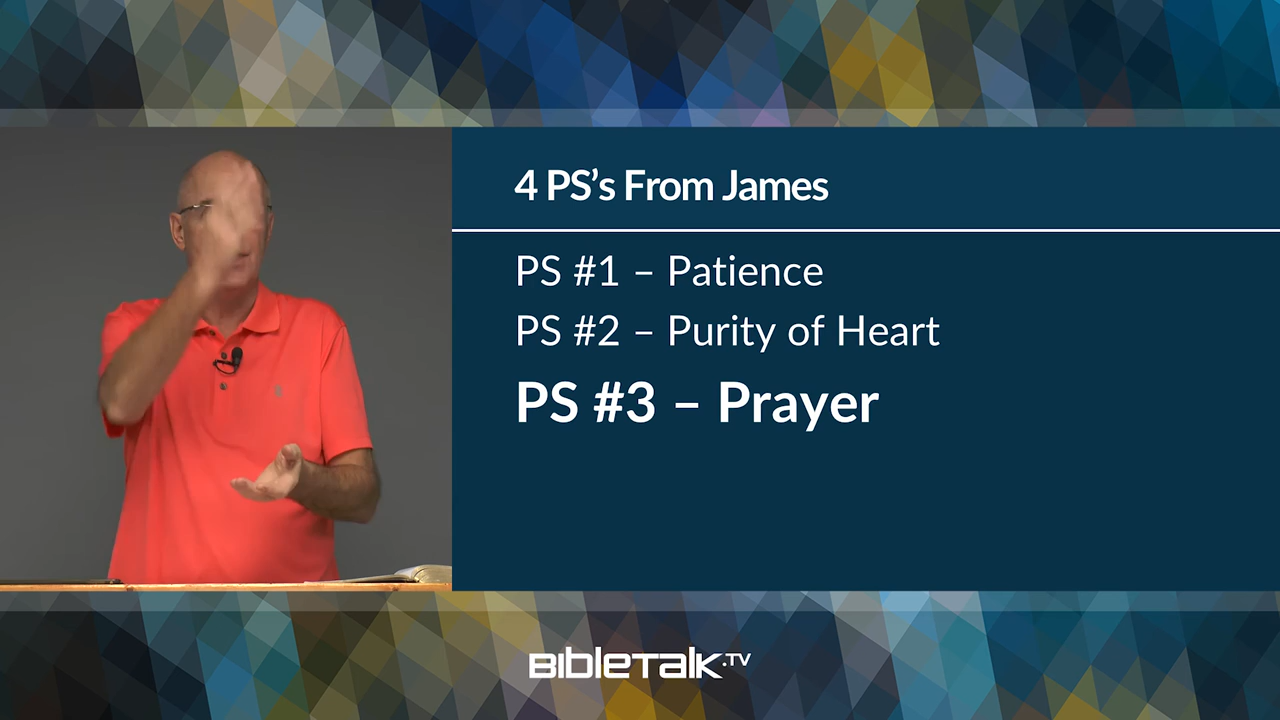 4 PS’s From James
PS #1 – Patience
PS #2 – Purity of Heart
PS #3 – Prayer
BIBLETALK.TV